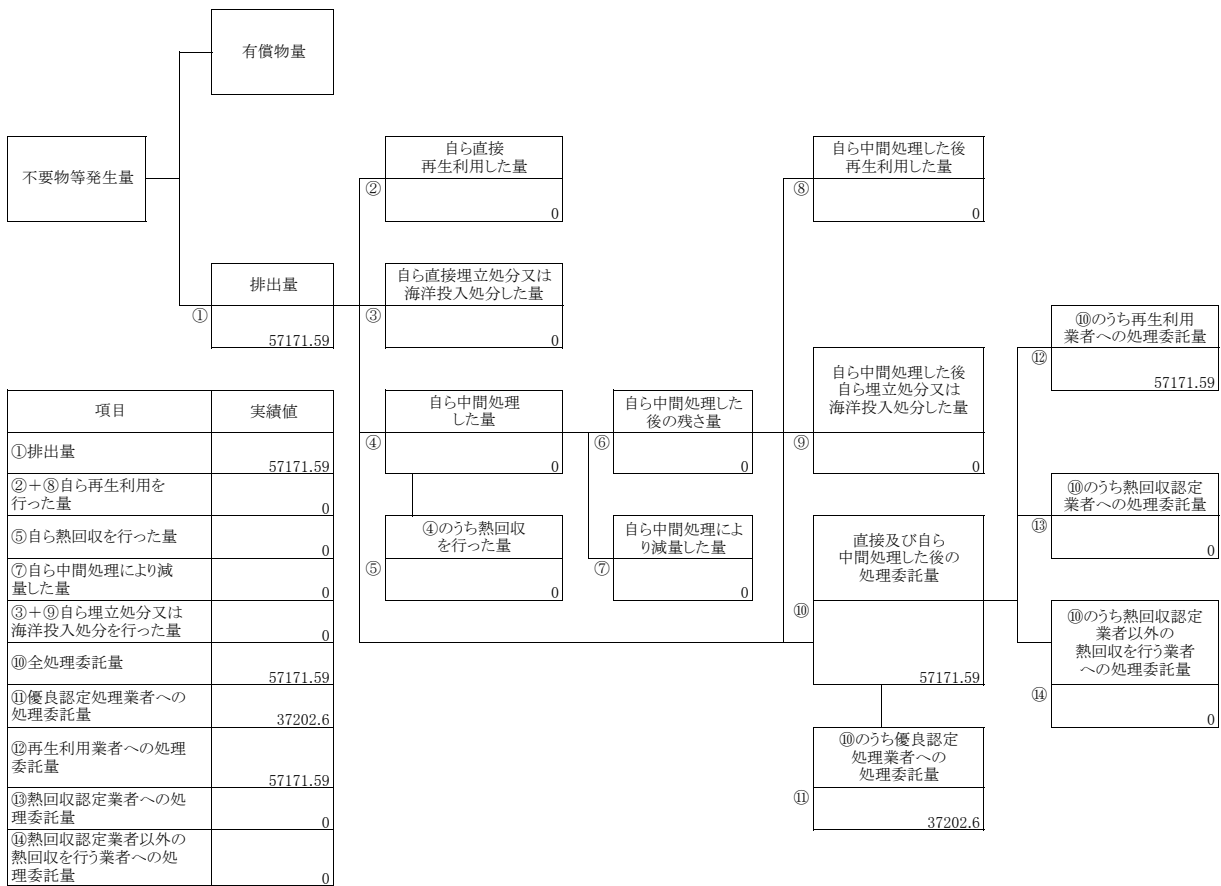 有償物量
不要物等発生量
自ら直接
再生利用した量
②
0
自ら中間処理した後
再生利用した量
⑧
0
排出量
①
57171.59
自ら直接埋立処分又は
海洋投入処分した量
③
0
⑩のうち再生利用
業者への処理委託量
⑫
57171.59
自ら中間処理
した量
④
0
自ら中間処理した
後の残さ量
⑥
0
自ら中間処理した後
自ら埋立処分又は
海洋投入処分した量
⑨
0
⑩のうち熱回収認定
業者への処理委託量
⑬
0
④のうち熱回収
を行った量
⑤
0
自ら中間処理によ
り減量した量
⑦
0
直接及び自ら
中間処理した後の
処理委託量
⑩
57171.59
⑩のうち熱回収認定
業者以外の
熱回収を行う業者
への処理委託量
⑭
0
⑩のうち優良認定
処理業者への
処理委託量
⑪
37202.6
項目 実績値
①排出量
57171.59
②+⑧自ら再生利用を
行った量
0
⑤自ら熱回収を行った量
0
⑦自ら中間処理により減
量した量
0
③+⑨自ら埋立処分又は
海洋投入処分を行った量
0
⑩全処理委託量
57171.59
⑪優良認定処理業者への
処理委託量
37202.6
⑫再生利用業者への処理
委託量
57171.59
⑬熱回収認定業者への処
理委託量
0
⑭熱回収認定業者以外の
熱回収を行う業者への処
理委託量
0